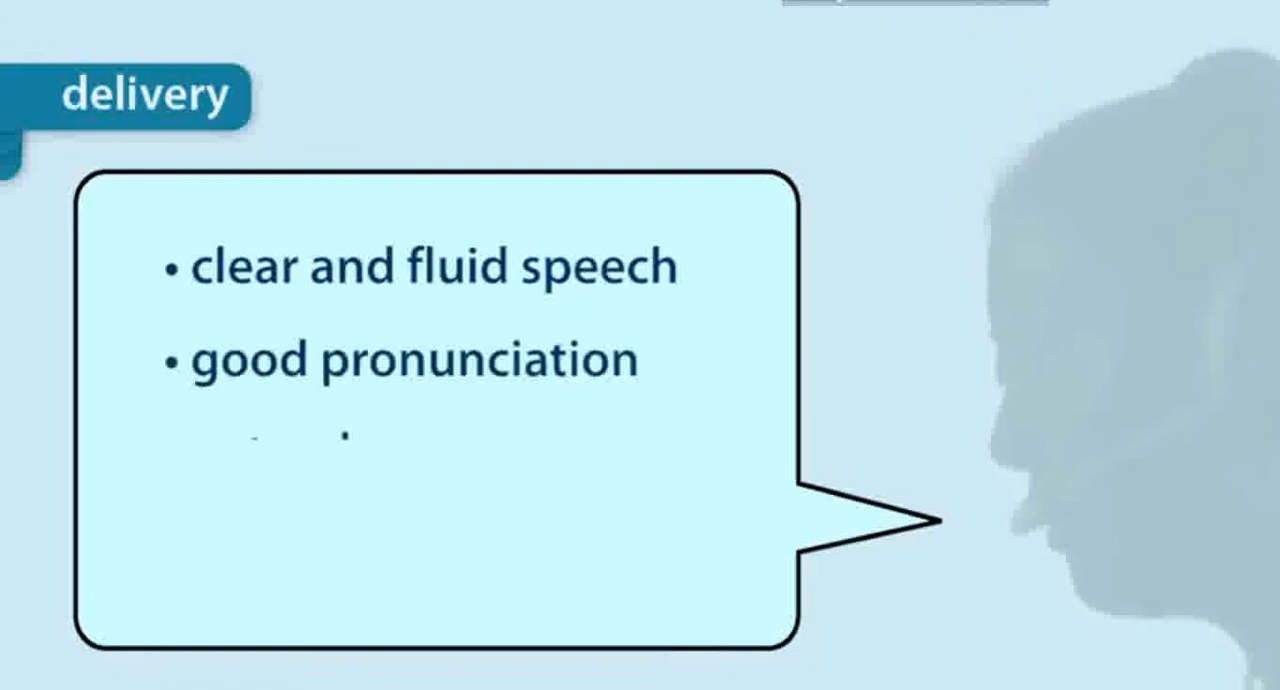 delivery
• clear and fluid speech
• good pronunciation